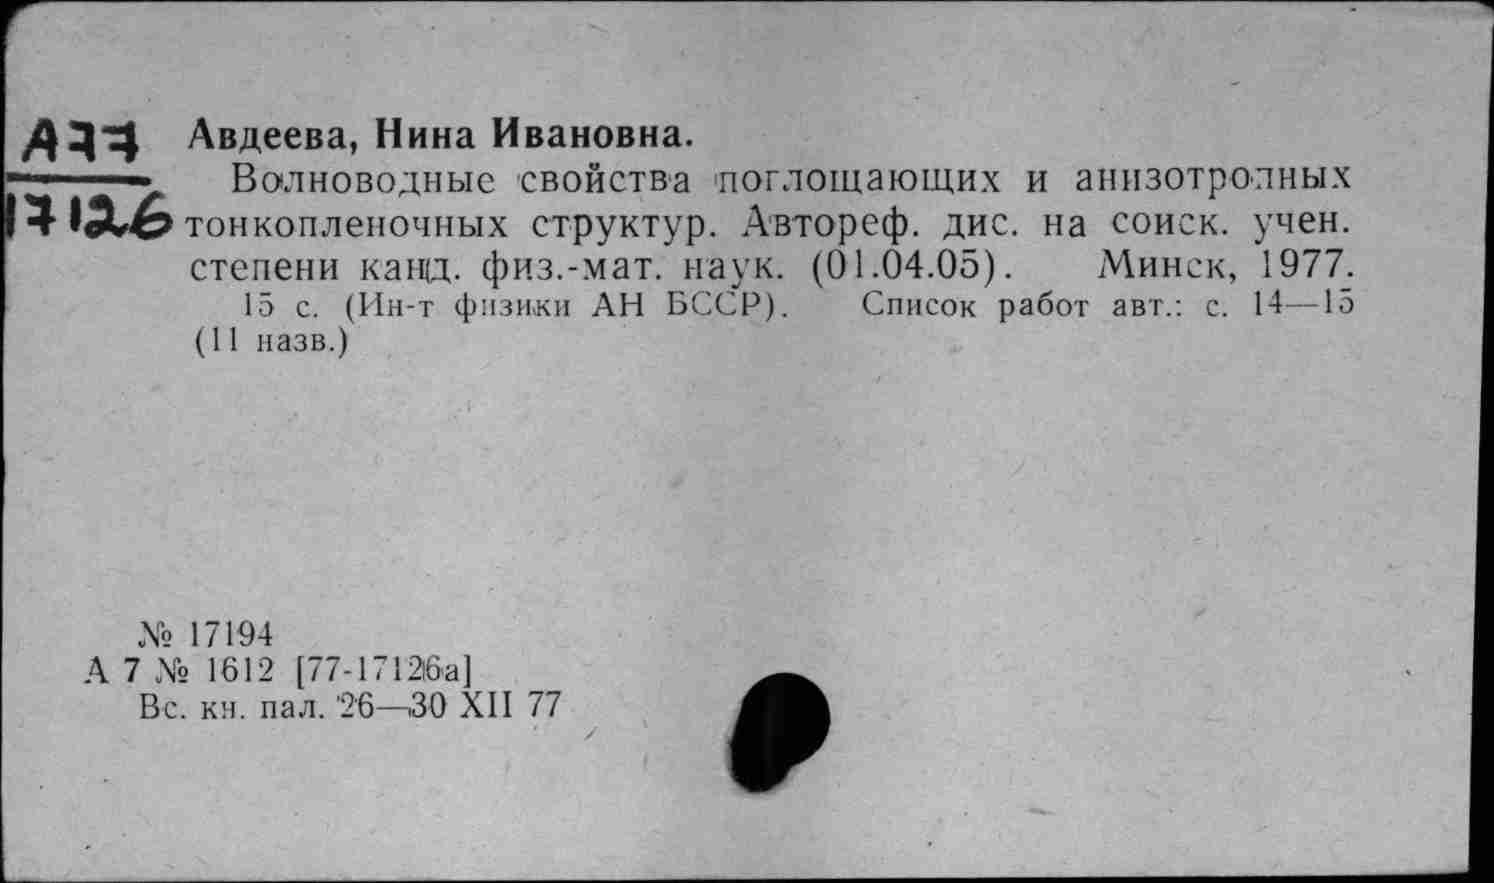 А77 Авдеева, Нина Ивановна.
Волноводные свойства поглощающих и анизотропных
17126 тонкопленочных структур. Автореф. дис. на соиск. учен.
степени канд. физ.-мат. наук. (01.04.05). Минск, 1977.
15 с. (Ин-т физики АН БССР). Список работ авт.: с. 14—15
(11 назв.)
№ 17194
А 7 № 1612 [77-17126а]
Вс. кн. пал. 26—30 XII 77